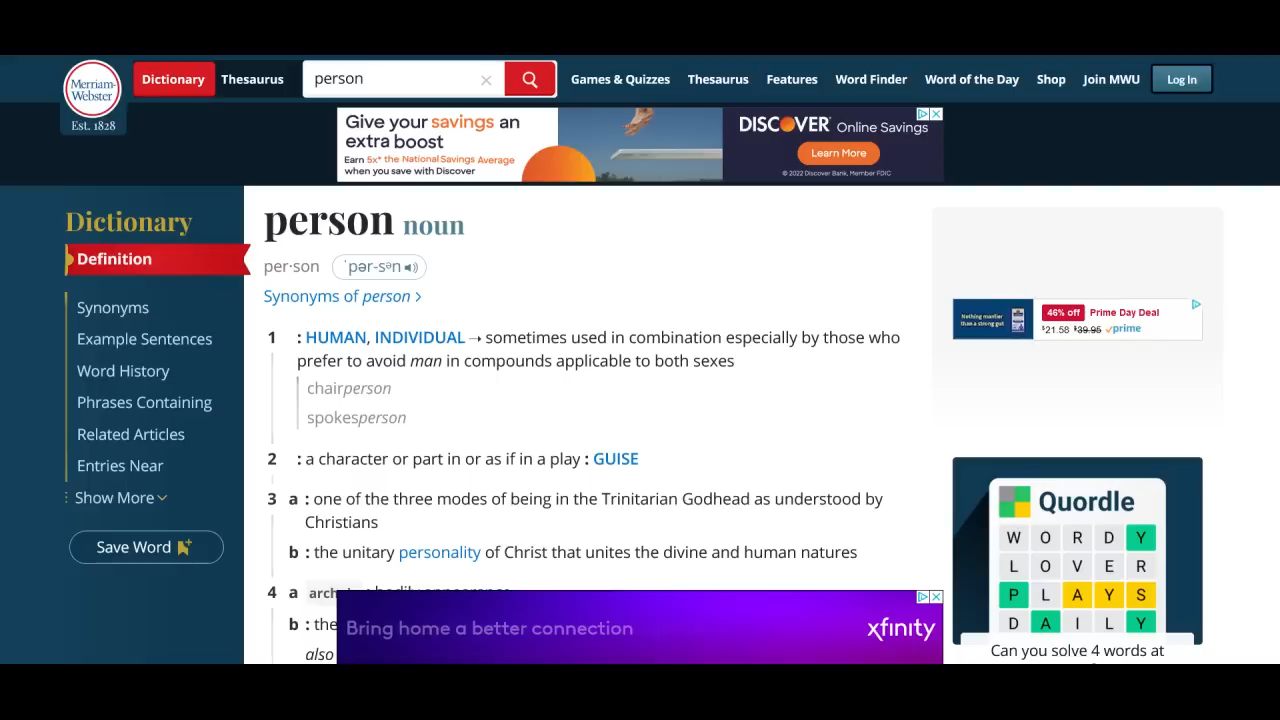 Merriam-
Webster
Est. 1828
Dictionary
Thesaurus
person
Games & Quizzes
Thesaurus
Features
Word Finder
Word of the Day
Shop
Join MWU
Log In
Give your savings an
extra boost
Earn 5x* the National Savings Average
when you save with Discover
DISCOVER Online Savings
Learn More
© 2022 Discover Bank, Member FDIC
Dictionary
Definition
Synonyms
Example Sentences
Word History
Phrases Containing
Related Articles
Entries Near
Show More
Save Word
person noun
per·son ˈpər-sᵊn
Synonyms of person >
1 : HUMAN, INDIVIDUAL → sometimes used in combination especially by those who
prefer to avoid man in compounds applicable to both sexes
chairperson
spokesperson
2 : a character or part in or as if in a play : GUISE
3 a : one of the three modes of being in the Trinitarian Godhead as understood by
Christians
b : the unitary personality of Christ that unites the divine and human natures
4 a
b : the
also
Bring home a better connection
xfinity
Nothing mightier
than a strong gut
46% off Prime Day Deal
$21.58 $39.95 ✓prime
Quordle
W O R D Y
L O V E R
P L A Y S
D A I L Y
Can you solve 4 words at